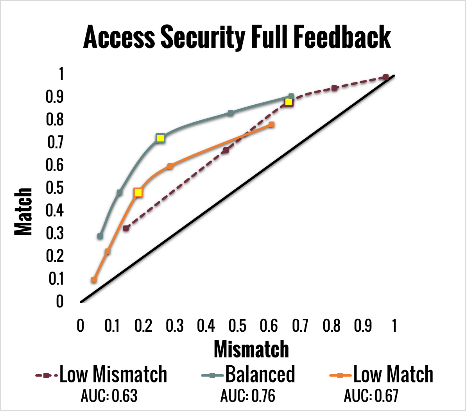 Access Security Full Feedback
1
0.9
0.8
0.7
0.6
0.5
0.4
0.3
0.2
0.1
0
Match
0 0.1 0.2 0.3 0.4 0.5 0.6 0.7 0.8 0.9 1
Mismatch
Low Mismatch Balanced Low Match
AUC: 0.63 AUC: 0.76 AUC: 0.67